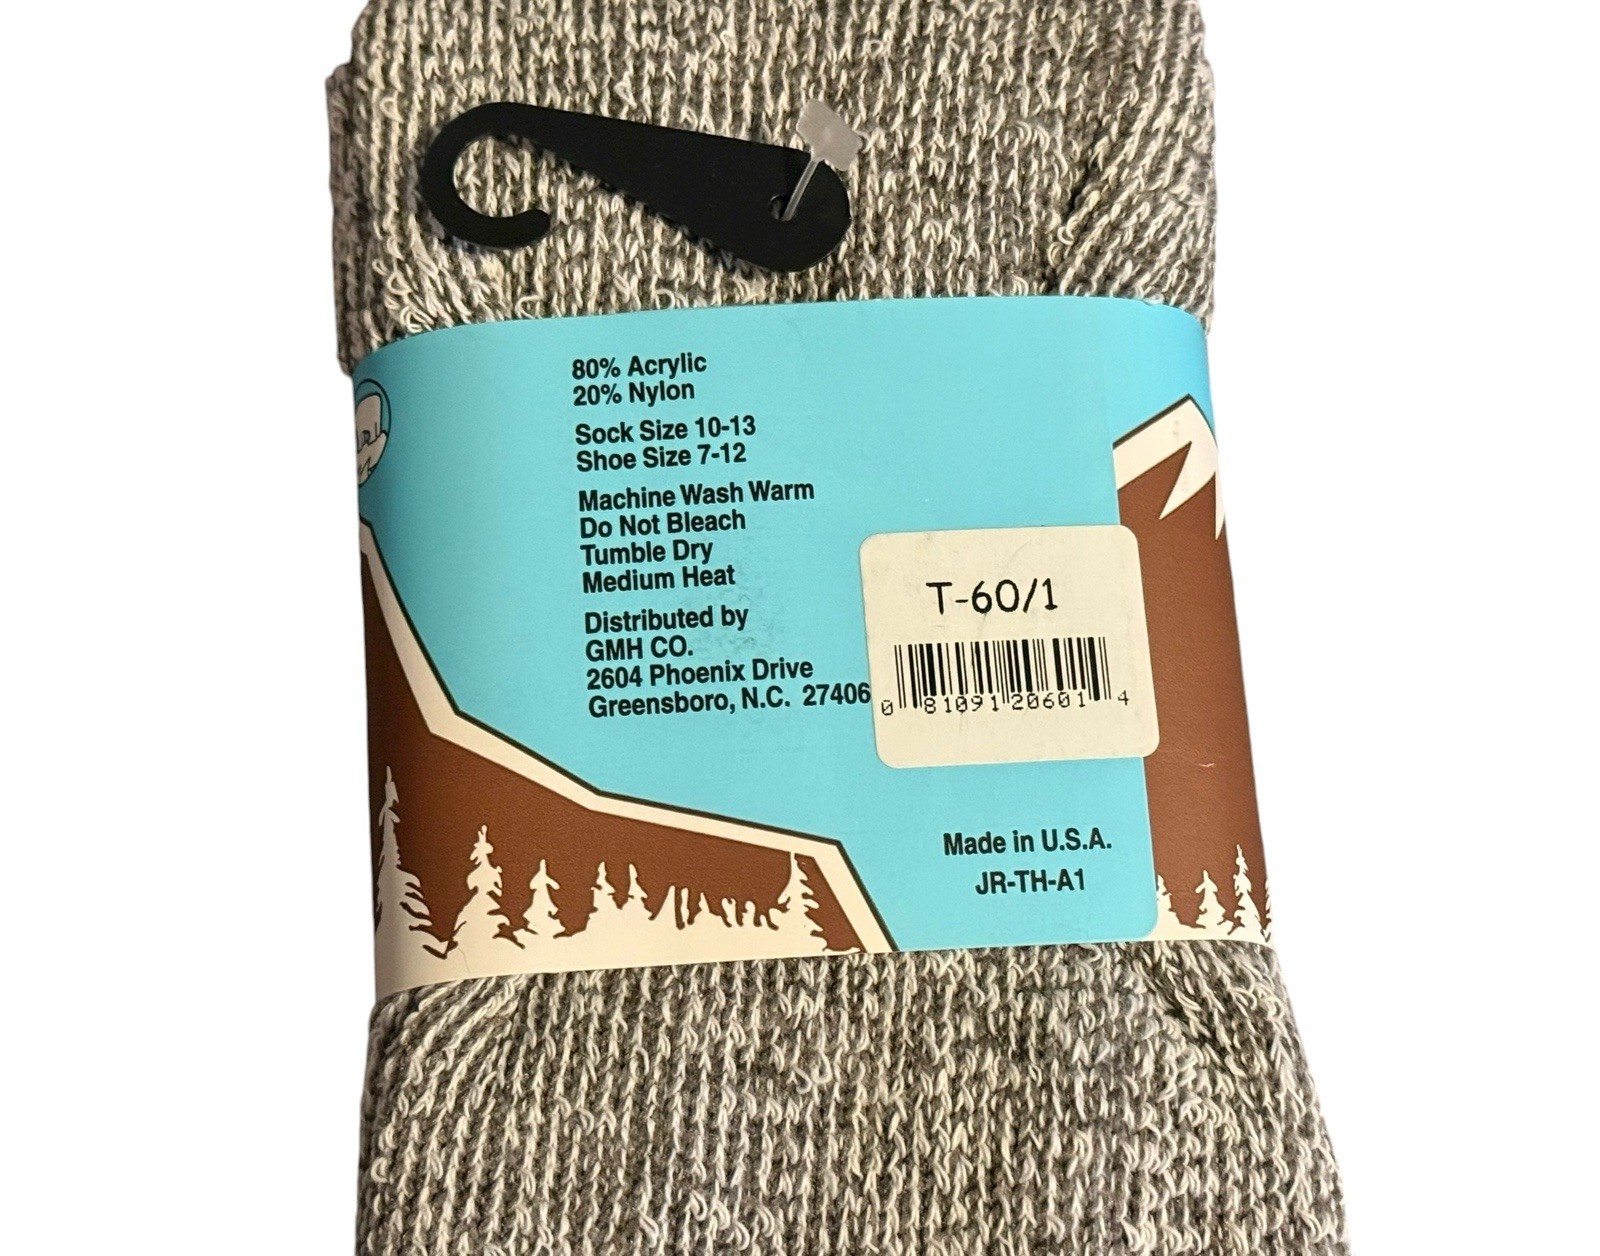 80% Acrylic
20% Nylon
Sock Size 10-13
Shoe Size 7-12
Machine Wash Warm
Do Not Bleach
Tumble Dry
Medium Heat
Distributed by
GMH CO.
2604 Phoenix Drive
Greensboro, N.C. 27406
T-60/1
0 81091 20601 4
Made in U.S.A.
JR-TH-A1